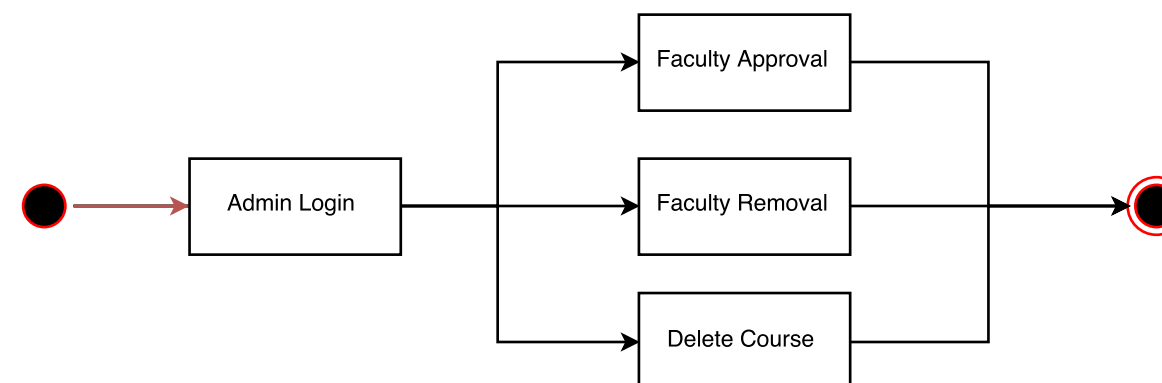 Faculty Approval
Admin Login
Faculty Removal
Delete Course